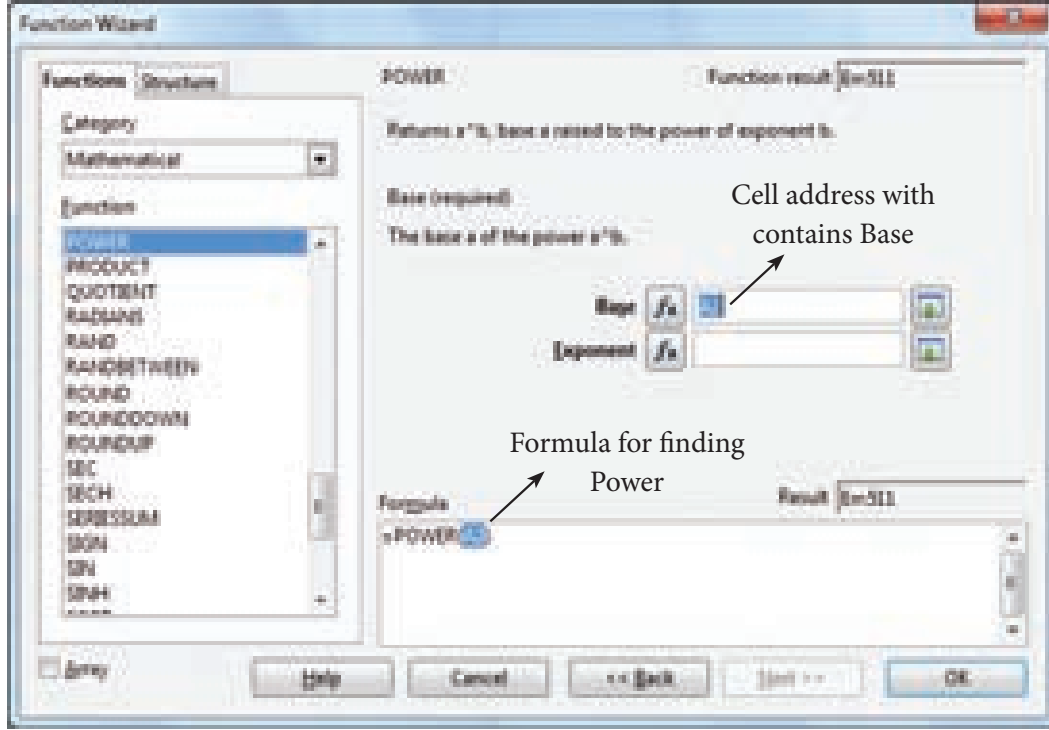 Function Wizard
Functions Structure
POWER
Function result Err:511
Category
Mathematical
Returns a^b, base a raised to the power of exponent b.
Function
POWER
PRODUCT
QUOTIENT
RADIANS
RAND
RANDBETWEEN
ROUND
ROUNDDOWN
ROUNDUP
SEC
SECH
SERIESSUM
SIGN
SIN
SINH
Base (required)
The base a of the power a^b.
Cell address with
contains Base
Base
Exponent
Formula for finding
Power
Formula
Result Err:511
=POWER(
Array
Help
Cancel
<< Back
Next >>
OK